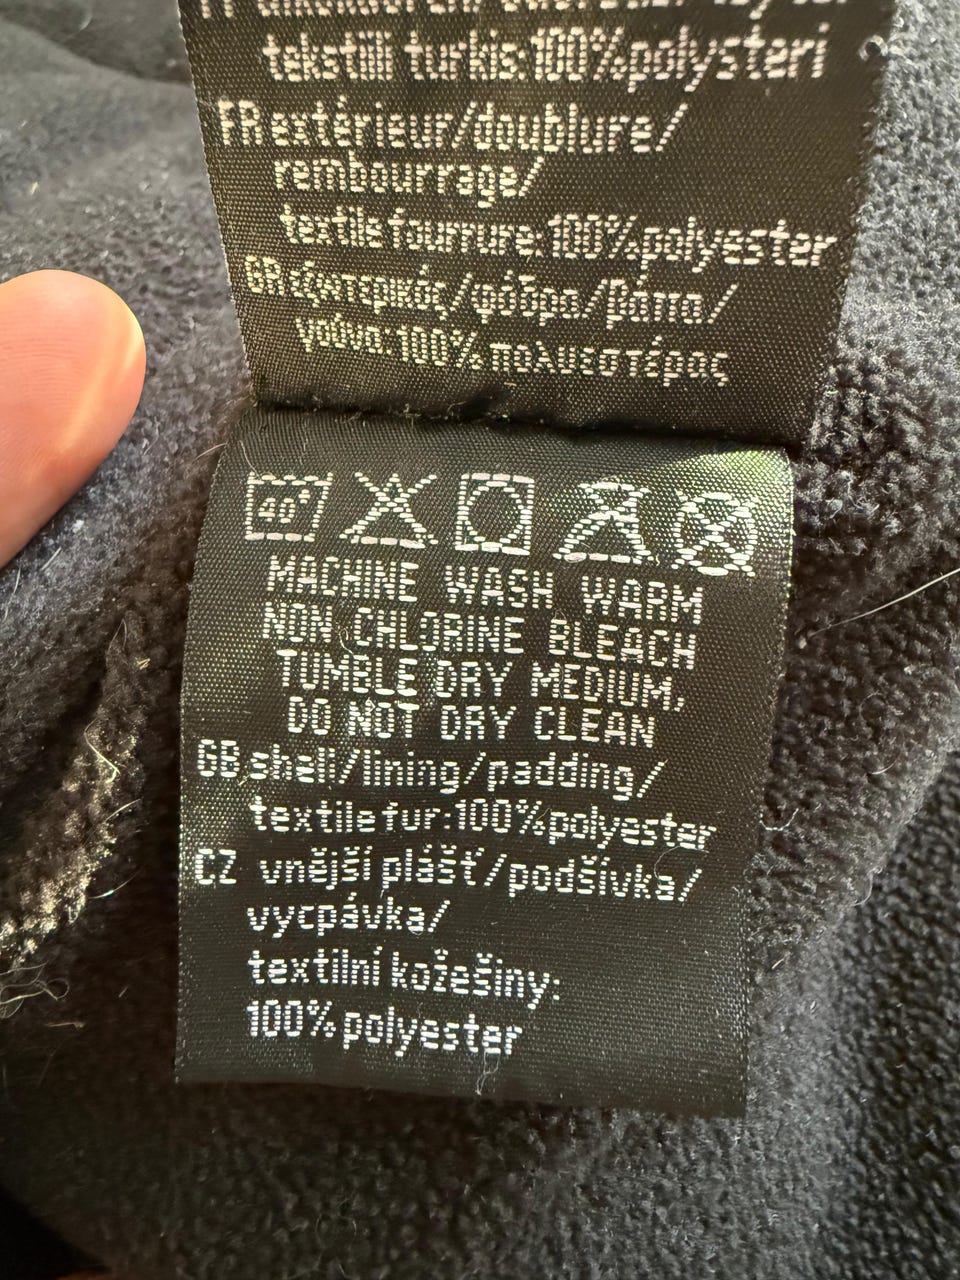 tekstiili turkis:100%polysteri
FR extérieur/doublure/
rembourrage/
textile fourrure:100%polyester
GR εξωτερικός/φόδρα/βάτα/
γούνα:100%πολυεστέρας
40°
MACHINE WASH WARM
NON CHLORINE BLEACH
TUMBLE DRY MEDIUM,
DO NOT DRY CLEAN
GB shell/lining/padding/
textile fur:100%polyester
CZ vnější plášť/podšívka/
vycpávka/
textilní kožešiny:
100%polyester